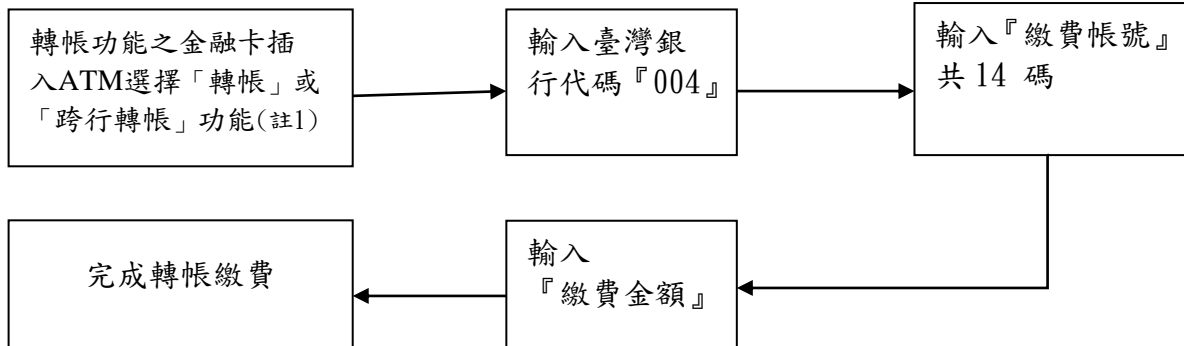 轉帳功能之金融卡插
入ATM選擇「轉帳」或
「跨行轉帳」功能(註1)
輸入臺灣銀
行代碼『004』
輸入『繳費帳號』
共14 碼
輸入
『繳費金額』
完成轉帳繳費